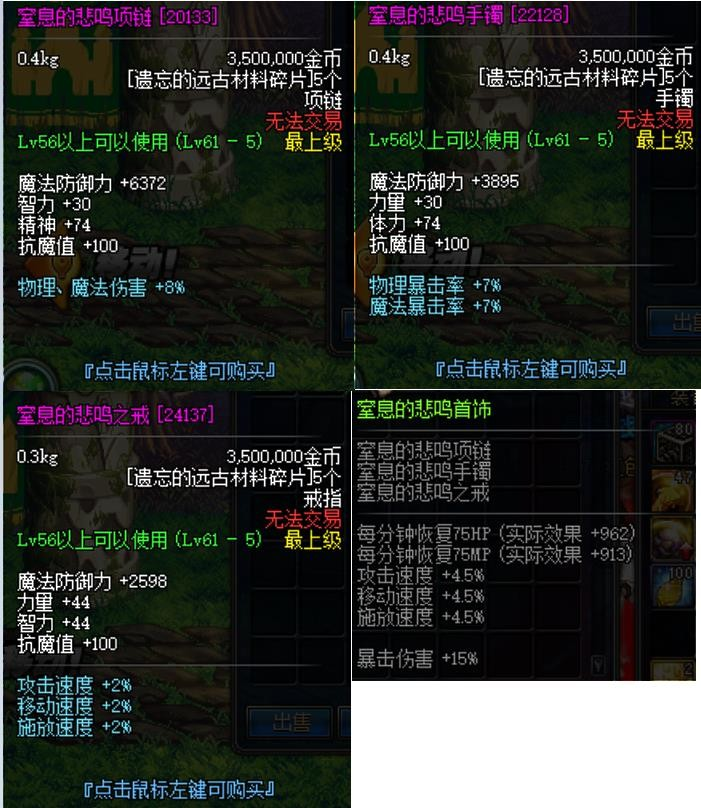 窒息的悲鸣项链 [20133]
0.4kg 3,500,000金币
[遗忘的远古材料碎片]5个
项链
无法交易
Lv56以上可以使用 (Lv61 - 5) 最上级
魔法防御力 +6372
智力 +30
精神 +74
抗魔值 +100
物理、魔法伤害 +8%
『点击鼠标左键可购买』
窒息的悲鸣手镯 [22128]
0.4kg 3,500,000金币
[遗忘的远古材料碎片]5个
手镯
无法交易
Lv56以上可以使用 (Lv61 - 5) 最上级
魔法防御力 +3895
力量 +30
体力 +74
抗魔值 +100
物理暴击率 +7%
魔法暴击率 +7%
『点击鼠标左键可购买』
窒息的悲鸣之戒 [24137]
0.3kg 3,500,000金币
[遗忘的远古材料碎片]5个
戒指
无法交易
Lv56以上可以使用 (Lv61 - 5) 最上级
魔法防御力 +2598
力量 +44
智力 +44
抗魔值 +100
攻击速度 +2%
移动速度 +2%
施放速度 +2%
出售
『点击鼠标左键可购买』
窒息的悲鸣首饰
窒息的悲鸣项链
窒息的悲鸣手镯
窒息的悲鸣之戒
每分钟恢复75HP (实际效果 +962)
每分钟恢复75MP (实际效果 +913)
攻击速度 +4.5%
移动速度 +4.5%
施放速度 +4.5%
暴击伤害 +15%
80
47
100
2